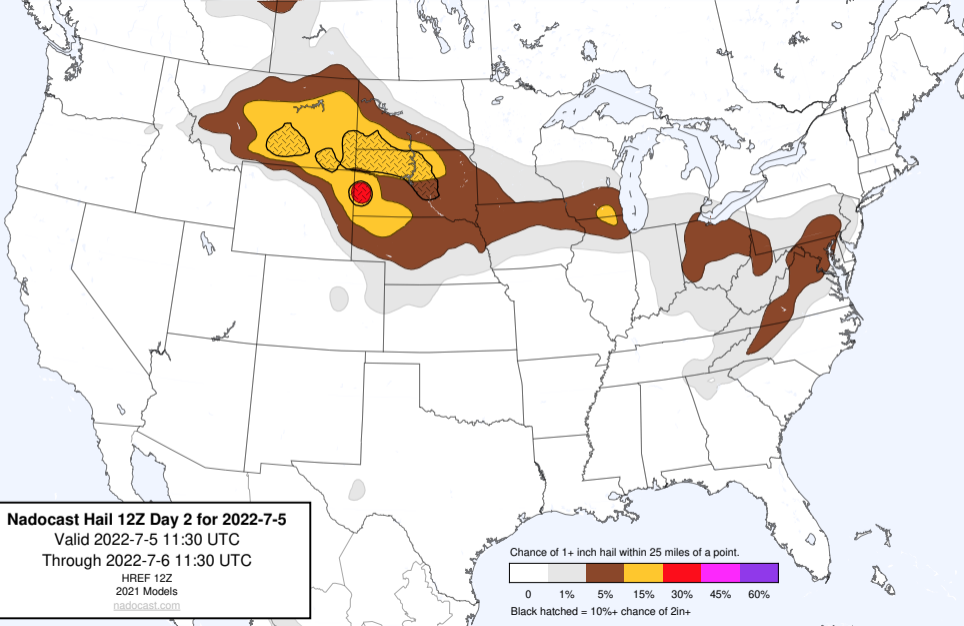 Nadocast Hail 12Z Day 2 for 2022-7-5
Valid 2022-7-5 11:30 UTC
Through 2022-7-6 11:30 UTC
HREF 12Z
2021 Models
nadocast.com
Chance of 1+ inch hail within 25 miles of a point.
0 1% 5% 15% 30% 45% 60%
Black hatched = 10%+ chance of 2in+